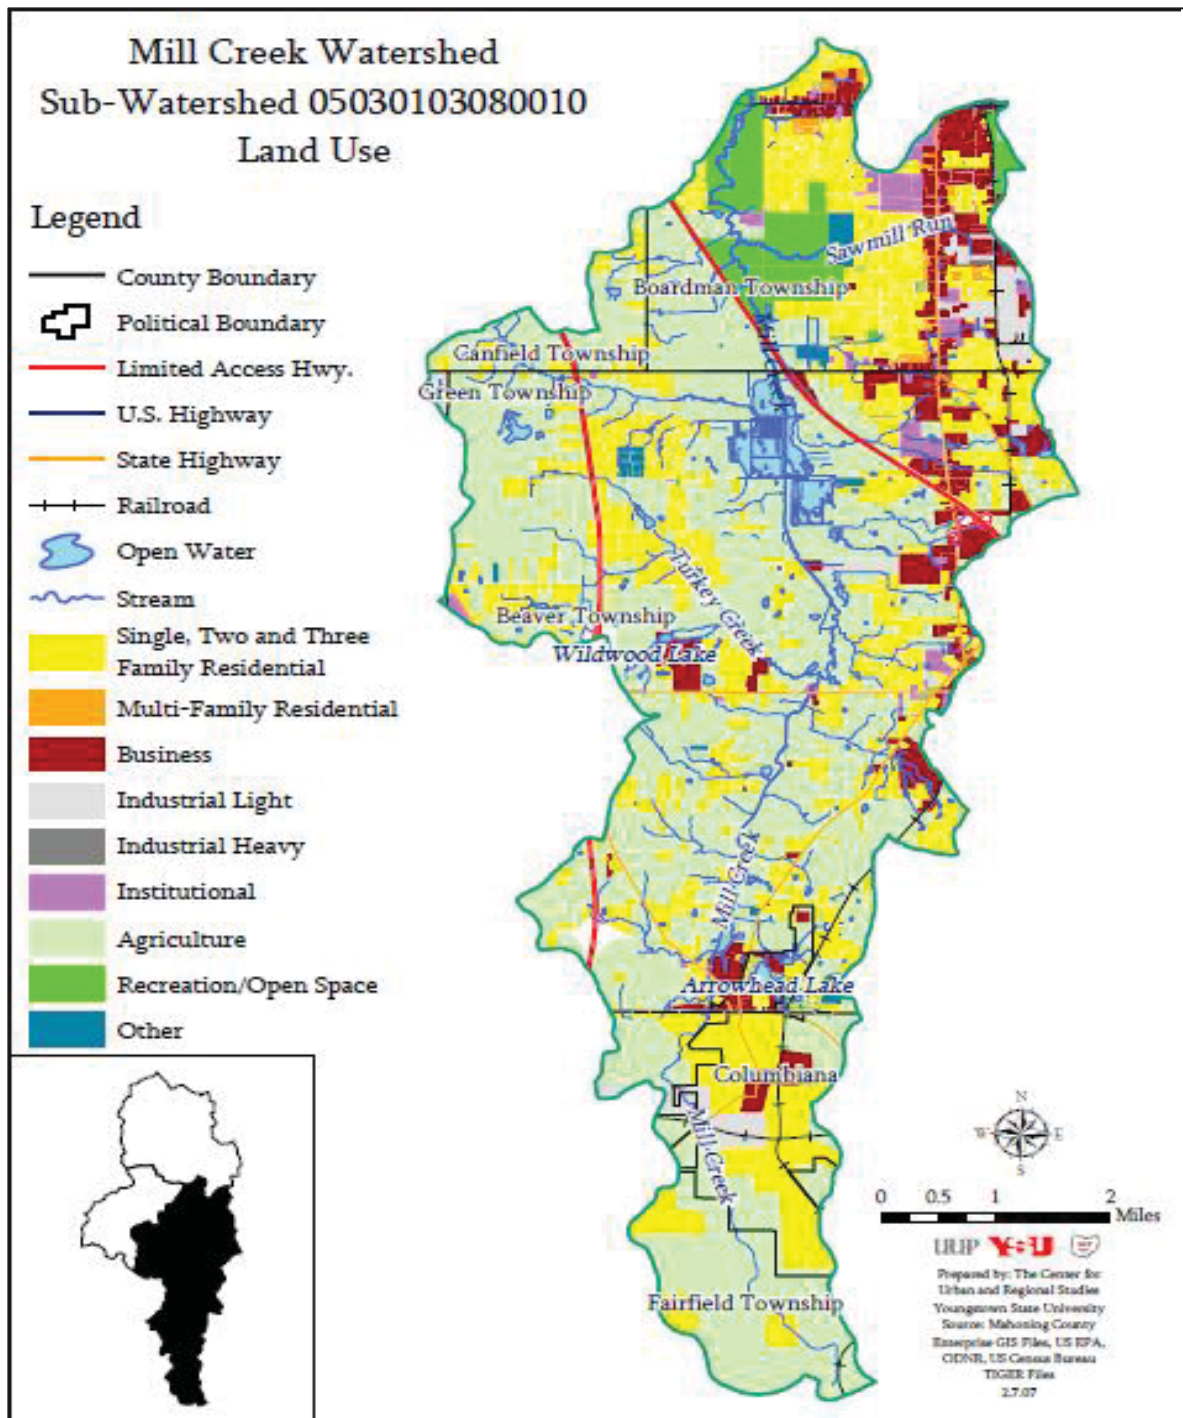 Mill Creek Watershed
Sub-Watershed 05030103080010
Land Use
Legend
County Boundary
Political Boundary
Limited Access Hwy.
U.S. Highway
State Highway
Railroad
Open Water
Stream
Single, Two and Three
Family Residential
Multi-Family Residential
Business
Industrial Light
Industrial Heavy
Institutional
Agriculture
Recreation/Open Space
Other
Sawmill Run
Boardman Township
Canfield Township
Green Township
Turkey Creek
Beaver Township
Wildwood Lake
Mill Creek
Arrowhead Lake
Columbiana
Mill Creek
Fairfield Township
N
W E
S
0 0.5 1 2
Miles
Prepared by: The Center for
Urban and Regional Studies
Youngstown State University
Source: Mahoning County
Enterprise GIS Files, US EPA,
ODNR, US Census Bureau
TIGER Files
2.7.07